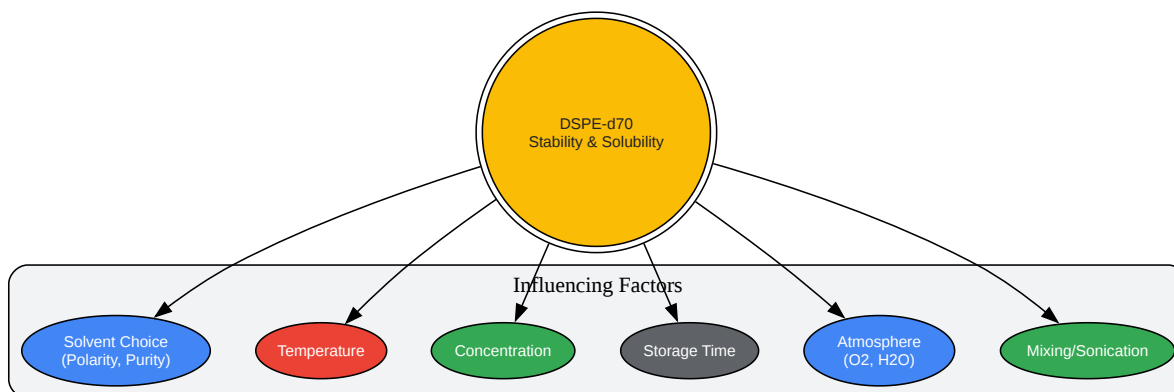 DSPE-d70
Stability & Solubility
Influencing Factors
Solvent Choice
(Polarity, Purity)
Temperature
Concentration
Storage Time
Atmosphere
(O2, H2O)
Mixing/Sonication